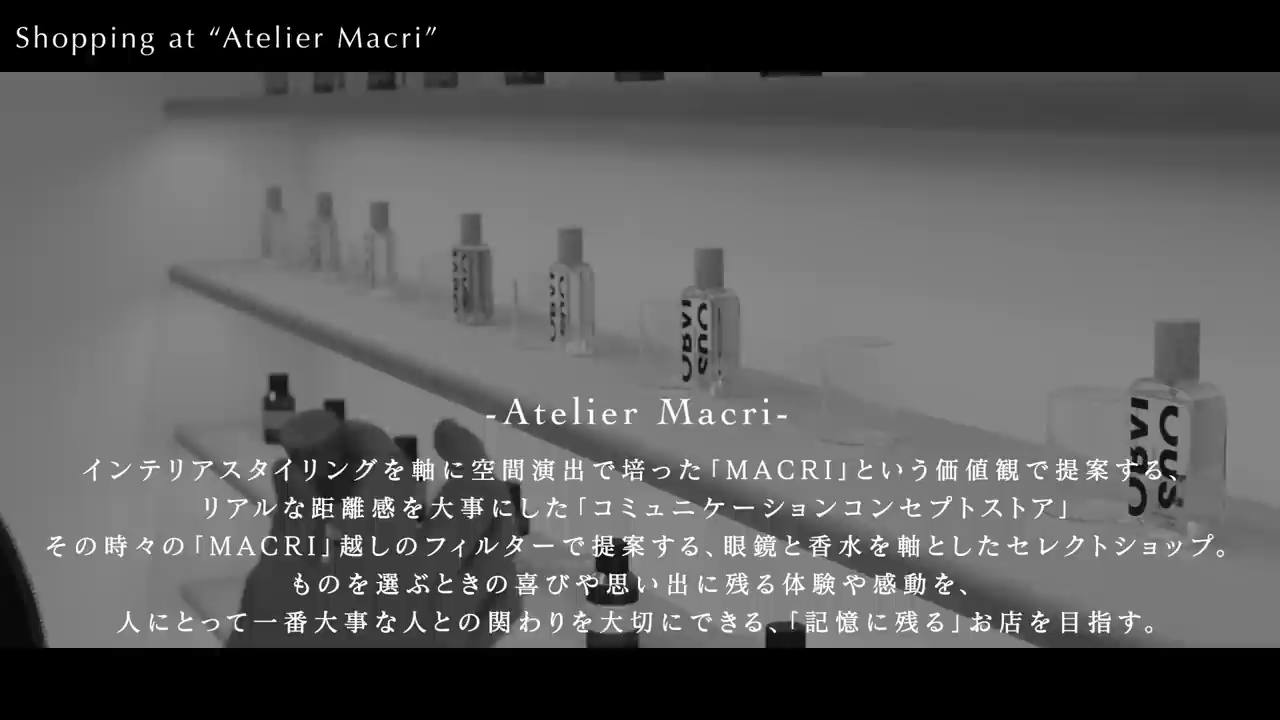 Shopping at “Atelier Macri”
-Atelier Macri-
インテリアスタイリングを軸に空間演出で培った「MACRI」という価値観で提案する、
リアルな距離感を大事にした「コミュニケーションコンセプトストア」
その時々の「MACRI」越しのフィルターで提案する、眼鏡と香水を軸としたセレクトショップ。
ものを選ぶときの喜びや思い出に残る体験や感動を、
人にとって一番大事な人との関わりを大切にできる、「記憶に残る」お店を目指す。